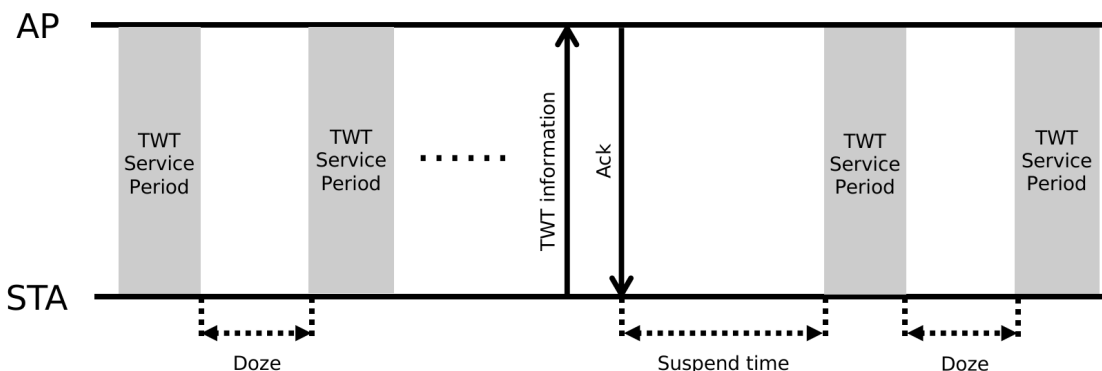 AP
TWT
Service
Period
TWT
Service
Period
TWT information
Ack
TWT
Service
Period
TWT
Service
Period
STA
Doze
Suspend time
Doze